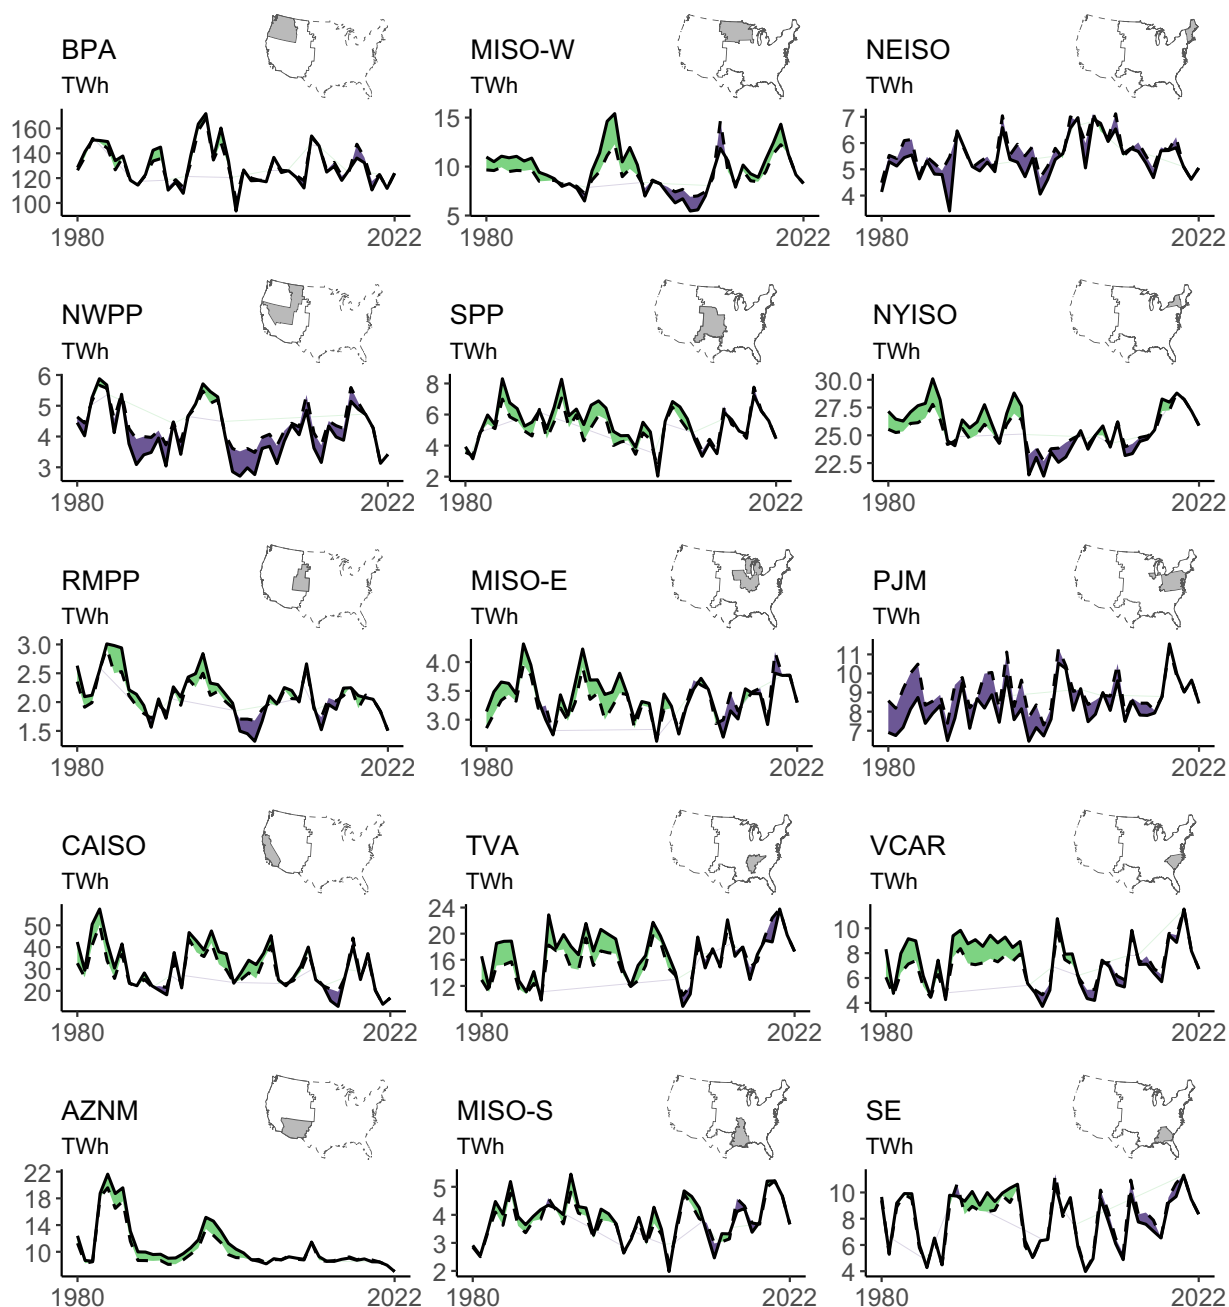 BPA
TWh
160
140
120
100
1980
2022
MISO-W
TWh
15
10
5
1980
2022
NEISO
TWh
7
6
5
4
1980
2022
NWPP
TWh
6
5
4
3
1980
2022
SPP
TWh
8
6
4
2
1980
2022
NYISO
TWh
30.0
27.5
25.0
22.5
1980
2022
RMPP
TWh
3.0
2.5
2.0
1.5
1980
2022
MISO-E
TWh
4.0
3.5
3.0
1980
2022
PJM
TWh
11
10
9
8
7
1980
2022
CAISO
TWh
50
40
30
20
1980
2022
TVA
TWh
24
20
16
12
1980
2022
VCAR
TWh
10
8
6
4
1980
2022
AZNM
TWh
22
18
14
10
1980
2022
MISO-S
TWh
5
4
3
2
1980
2022
SE
TWh
10
8
6
4
1980
2022